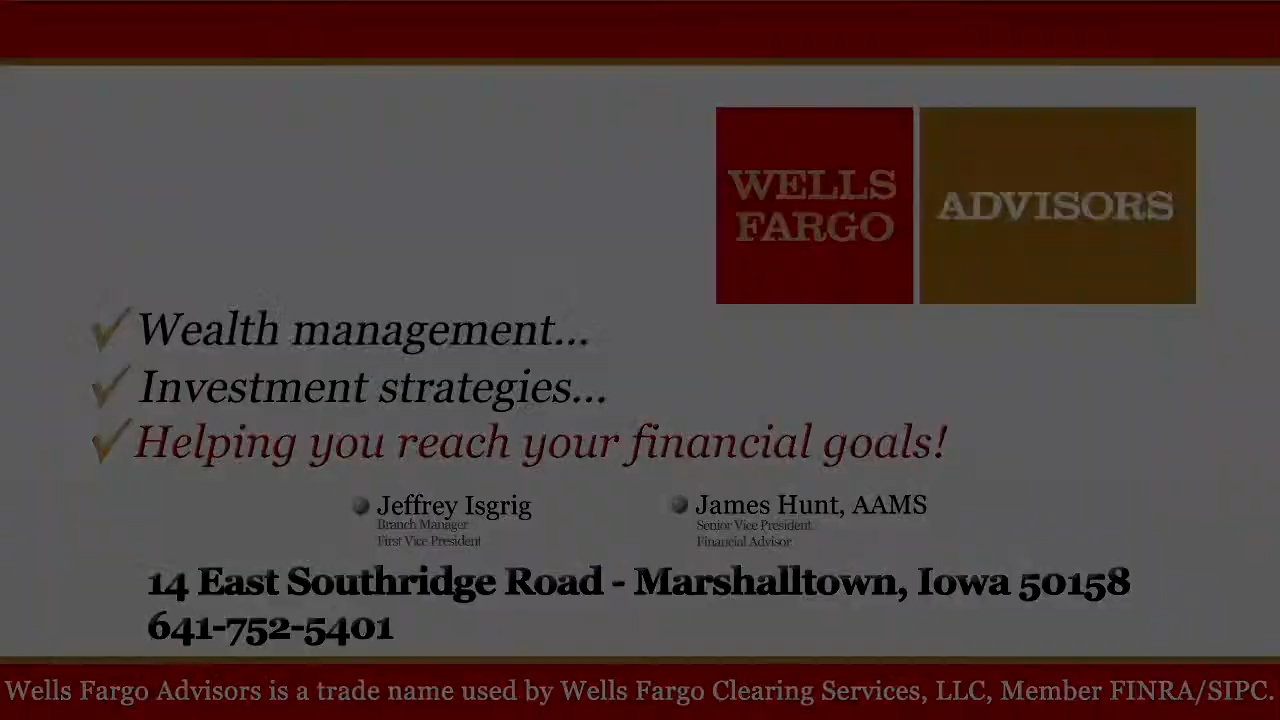 WELLS
FARGO
ADVISORS
Wealth management...
Investment strategies...
Helping you reach your financial goals!
Jeffrey Isgrig
Branch Manager
First Vice President
James Hunt, AAMS
Senior Vice President
Financial Advisor
14 East Southridge Road - Marshalltown, Iowa 50158
641-752-5401
Wells Fargo Advisors is a trade name used by Wells Fargo Clearing Services, LLC, Member FINRA/SIPC.